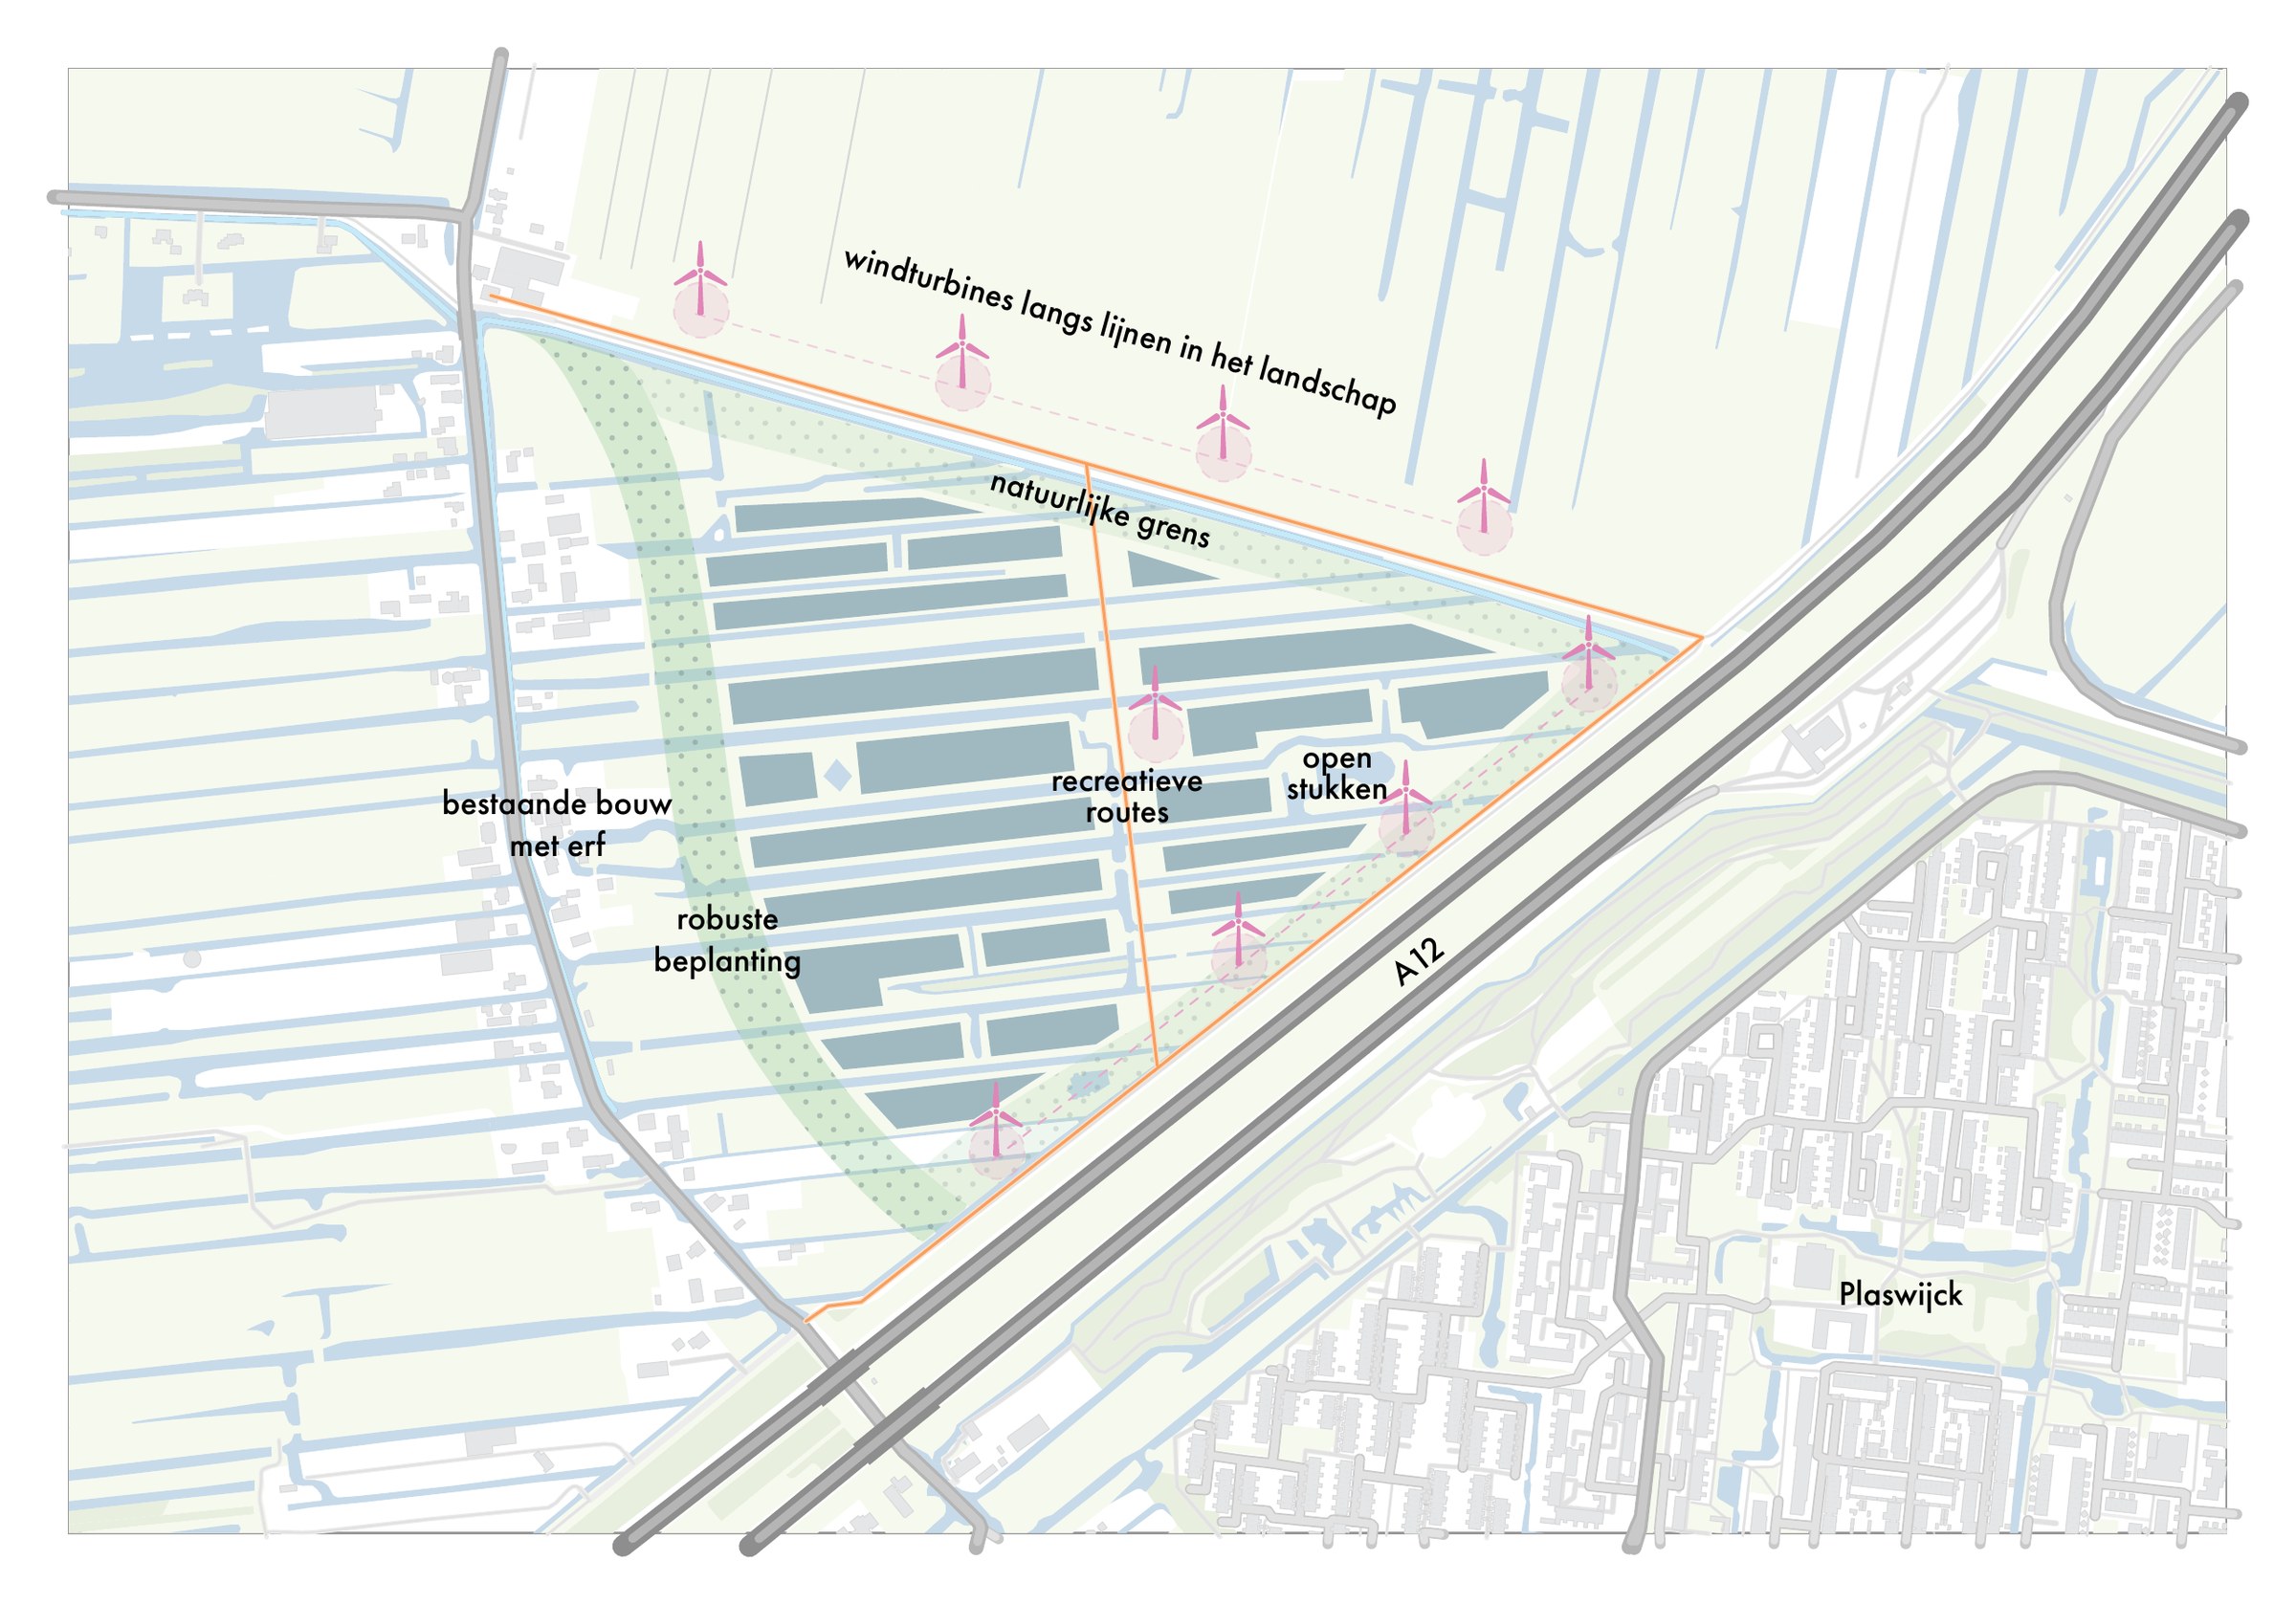 windturbines langs lijnen in het landschap
natuurlijke grens
open
stukken
recreatieve
routes
bestaande bouw
met erf
robuste
beplanting
A12
Plaswijck